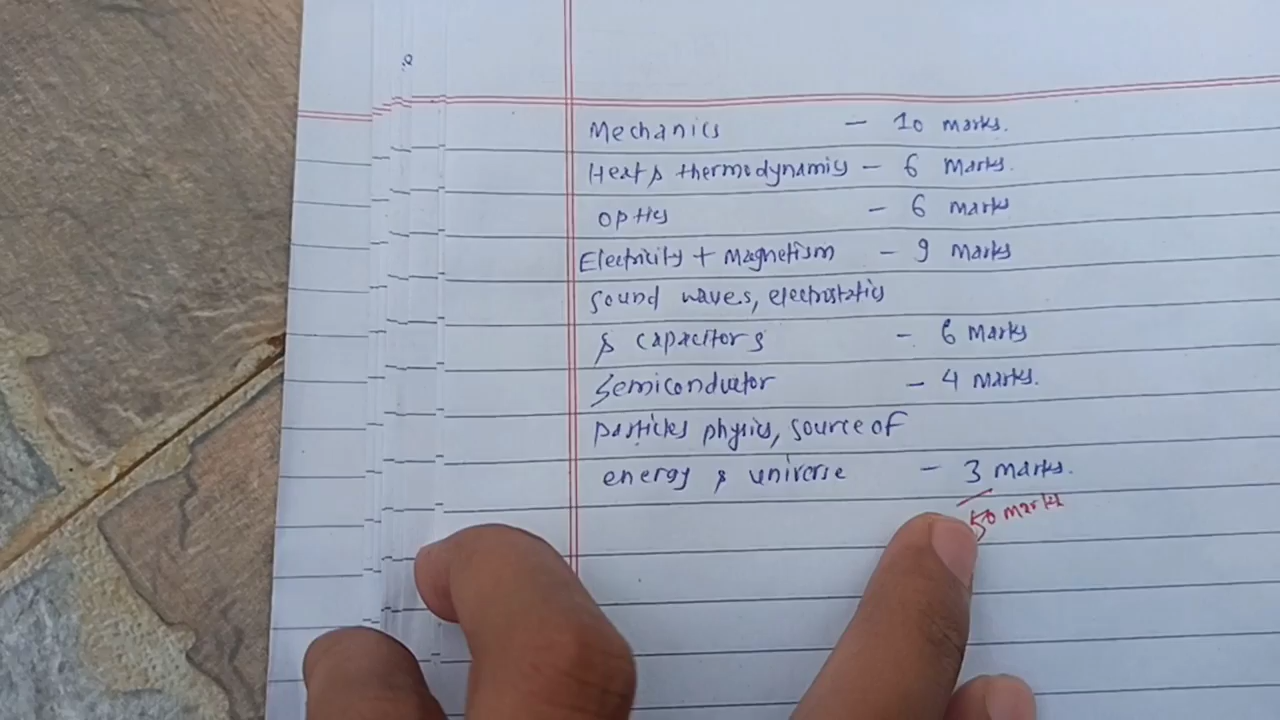 Mechanics - 10 marks.
Heat & thermodynamics - 6 Marks.
optics - 6 marks
Electricity + Magnetism - 9 Marks
Sound waves, electrostatics
& capacitors - 6 Marks
Semiconductor - 4 Marks.
particles physics, source of
energy & universe - 3 marks.
50 marks